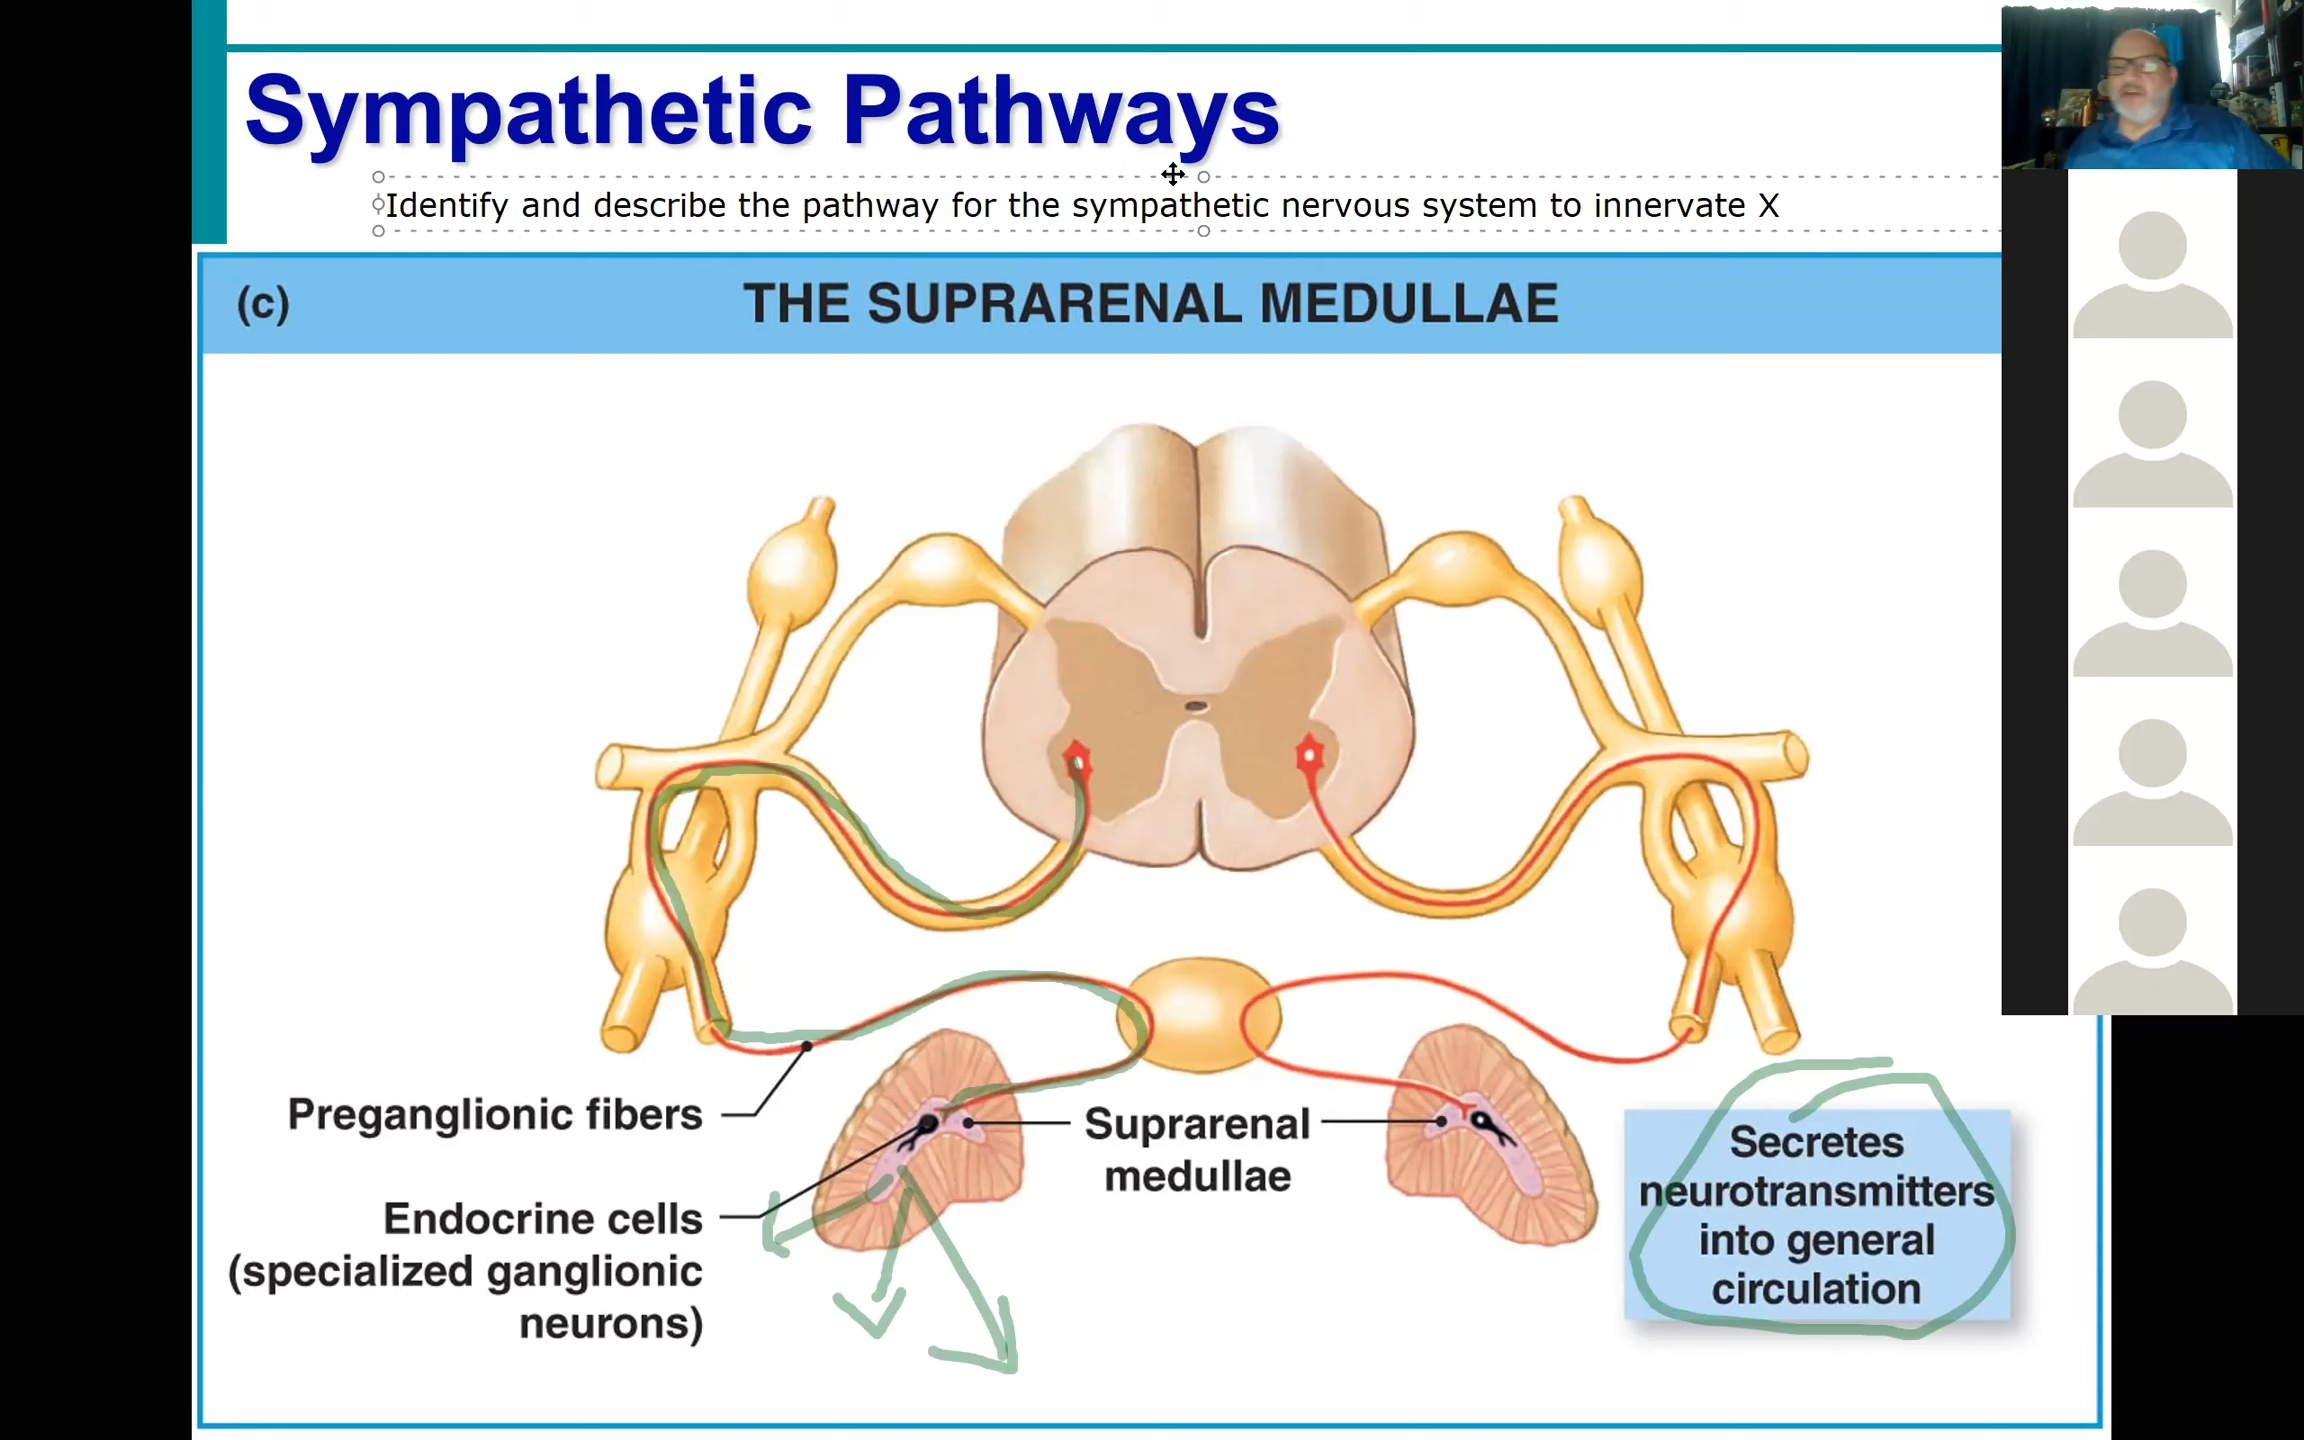 Sympathetic Pathways
Identify and describe the pathway for the sympathetic nervous system to innervate X
(c)
THE SUPRARENAL MEDULLAE
Preganglionic fibers
Endocrine cells
(specialized ganglionic
neurons)
Suprarenal
medullae
Secretes
neurotransmitters
into general
circulation